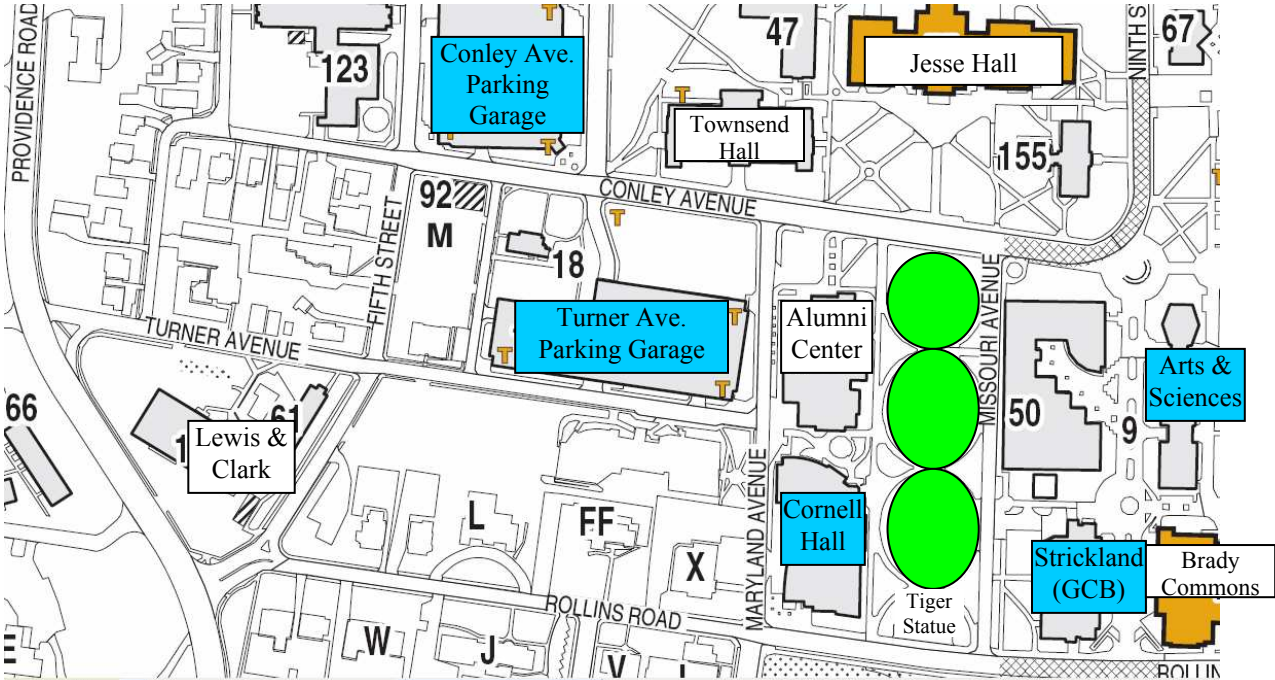 PROVIDENCE ROAD
123
Conley Ave.
Parking
Garage
T
T
47
Jesse Hall
NINTH S
67
T
Townsend
Hall
155
T
92
M
FIFTH STREET
CONLEY AVENUE
T
18
TURNER AVENUE
Turner Ave.
Parking Garage
T
T
T
Alumni
Center
MISSOURI AVENUE
50
9
Arts &
Sciences
66
61
Lewis &
Clark
L
FF
X
MARYLAND AVENUE
Cornell
Hall
Strickland
(GCB)
Brady
Commons
Tiger
Statue
ROLLINS ROAD
W
J
V
ROLLIN